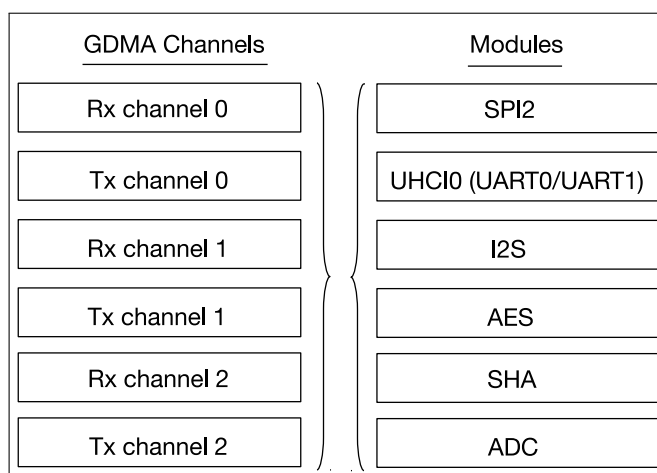 GDMA Channels
Modules
Rx channel 0
SPI2
Tx channel 0
UHCI0 (UART0/UART1)
Rx channel 1
I2S
Tx channel 1
AES
Rx channel 2
SHA
Tx channel 2
ADC